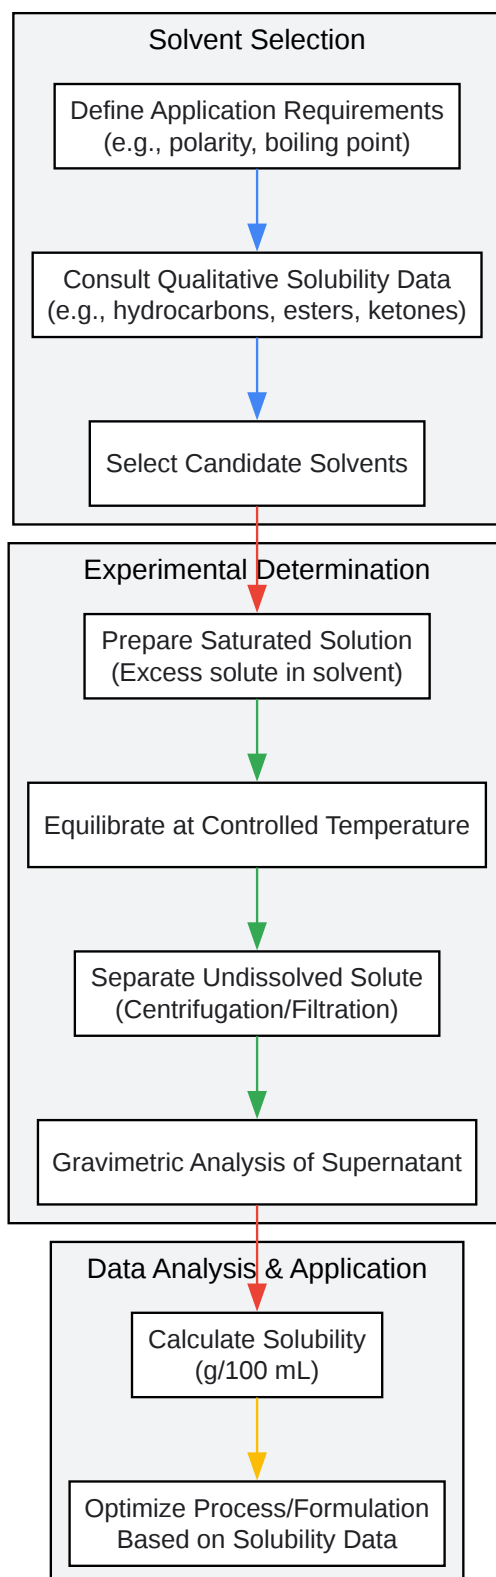 Solvent Selection
Define Application Requirements
(e.g., polarity, boiling point)
Consult Qualitative Solubility Data
(e.g., hydrocarbons, esters, ketones)
Select Candidate Solvents
Experimental Determination
Prepare Saturated Solution
(Excess solute in solvent)
Equilibrate at Controlled Temperature
Separate Undissolved Solute
(Centrifugation/Filtration)
Gravimetric Analysis of Supernatant
Data Analysis & Application
Calculate Solubility
(g/100 mL)
Optimize Process/Formulation
Based on Solubility Data